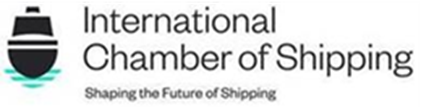 International
Chamber of Shipping
Shaping the Future of Shipping